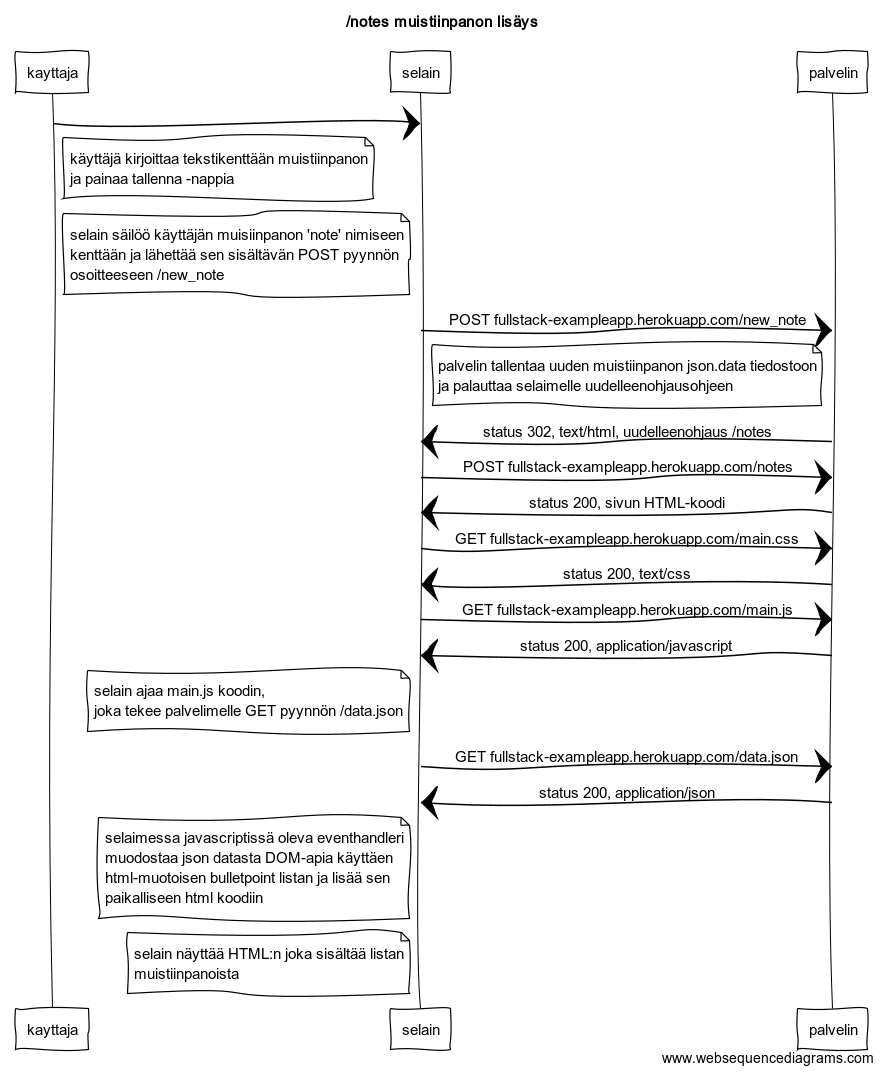 /notes muistiinpanon lisäys
kayttaja
selain
palvelin
käyttäjä kirjoittaa tekstikenttään muistiinpanon
ja painaa tallenna -nappia
selain säilöö käyttäjän muisiinpanon 'note' nimiseen
kenttään ja lähettää sen sisältävän POST pyynnön
osoitteeseen /new_note
POST fullstack-exampleapp.herokuapp.com/new_note
palvelin tallentaa uuden muistiinpanon json.data tiedostoon
ja palauttaa selaimelle uudelleenohjausohjeen
status 302, text/html, uudelleenohjaus /notes
POST fullstack-exampleapp.herokuapp.com/notes
status 200, sivun HTML-koodi
GET fullstack-exampleapp.herokuapp.com/main.css
status 200, text/css
GET fullstack-exampleapp.herokuapp.com/main.js
status 200, application/javascript
selain ajaa main.js koodin,
joka tekee palvelimelle GET pyynnön /data.json
GET fullstack-exampleapp.herokuapp.com/data.json
status 200, application/json
selaimessa javascriptissä oleva eventhandleri
muodostaa json datasta DOM-apia käyttäen
html-muotoisen bulletpoint listan ja lisää sen
paikalliseen html koodiin
selain näyttää HTML:n joka sisältää listan
muistiinpanoista
kayttaja
selain
palvelin
www.websequencediagrams.com